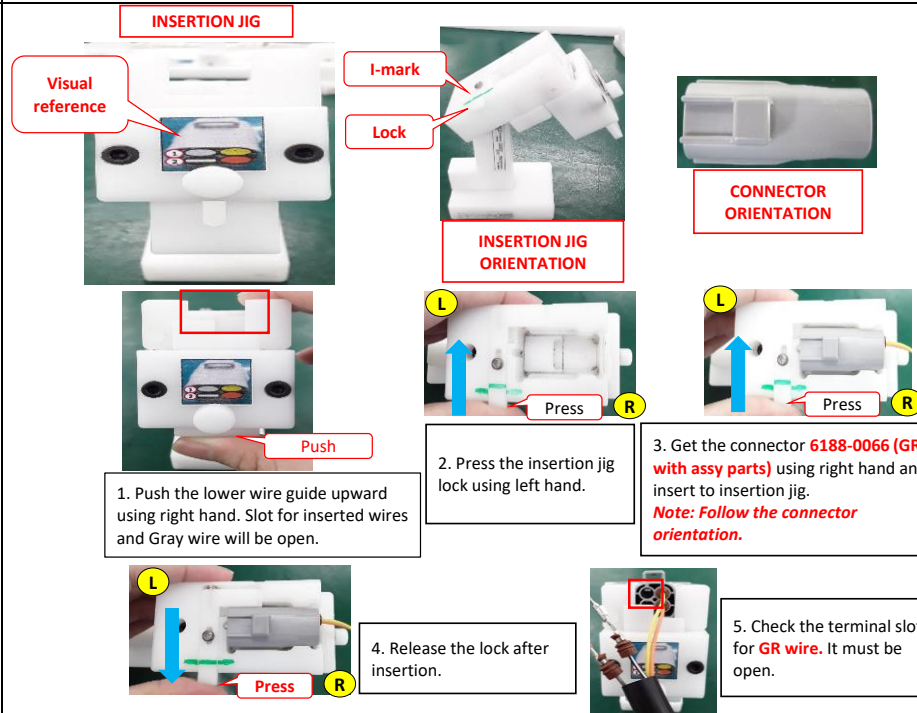 INSERTION JIG
Visual
reference
I-mark
Lock
INSERTION JIG
ORIENTATION
CONNECTOR
ORIENTATION
Push
1. Push the lower wire guide upward
using right hand. Slot for inserted wires
and Gray wire will be open.
L
Press
R
2. Press the insertion jig
lock using left hand.
L
Press
R
3. Get the connector 6188-0066 (GR
with assy parts) using right hand an
insert to insertion jig.
Note: Follow the connector
orientation.
L
Press
R
4. Release the lock after
insertion.
5. Check the terminal slot
for GR wire. It must be
open.